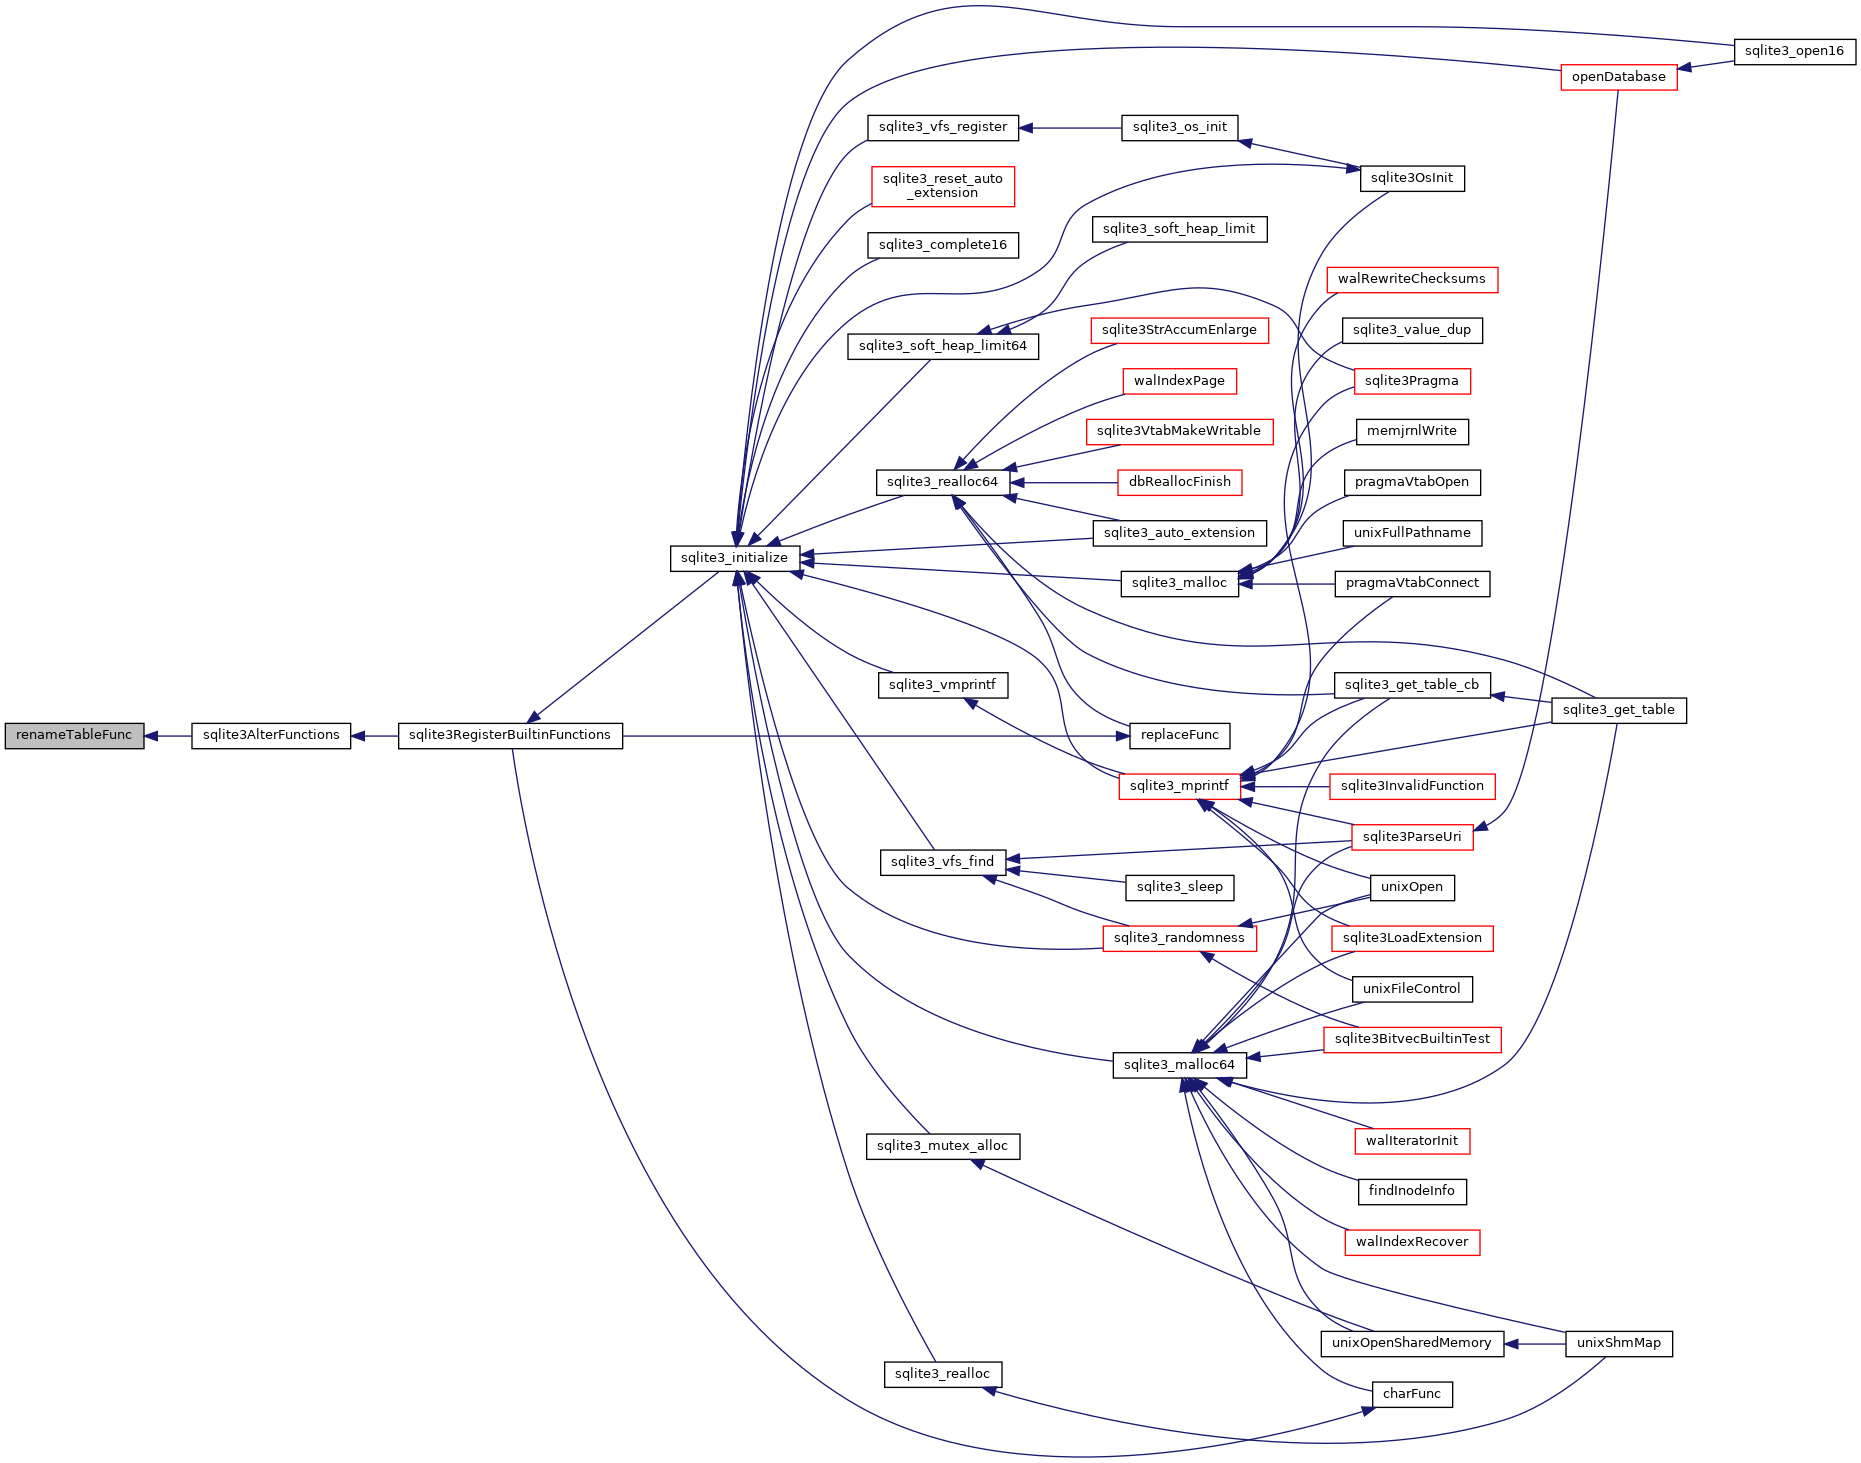 sqlite3_open16
openDatabase
sqlite3_vfs_register
sqlite3_os_init
sqlite3OsInit
sqlite3_reset_auto
_extension
sqlite3_soft_heap_limit
sqlite3_complete16
walRewriteChecksums
sqlite3StrAccumEnlarge
sqlite3_value_dup
sqlite3_soft_heap_limit64
walIndexPage
sqlite3Pragma
sqlite3VtabMakeWritable
memjrnlWrite
sqlite3_realloc64
dbReallocFinish
pragmaVtabOpen
sqlite3_auto_extension
unixFullPathname
sqlite3_initialize
sqlite3_malloc
pragmaVtabConnect
sqlite3_vmprintf
sqlite3_get_table_cb
sqlite3_get_table
renameTableFunc
sqlite3AlterFunctions
sqlite3RegisterBuiltinFunctions
replaceFunc
sqlite3_mprintf
sqlite3InvalidFunction
sqlite3ParseUri
sqlite3_vfs_find
sqlite3_sleep
unixOpen
sqlite3_randomness
sqlite3LoadExtension
unixFileControl
sqlite3BitvecBuiltinTest
sqlite3_malloc64
sqlite3_mutex_alloc
walIteratorInit
findInodeInfo
walIndexRecover
unixOpenSharedMemory
unixShmMap
sqlite3_realloc
charFunc